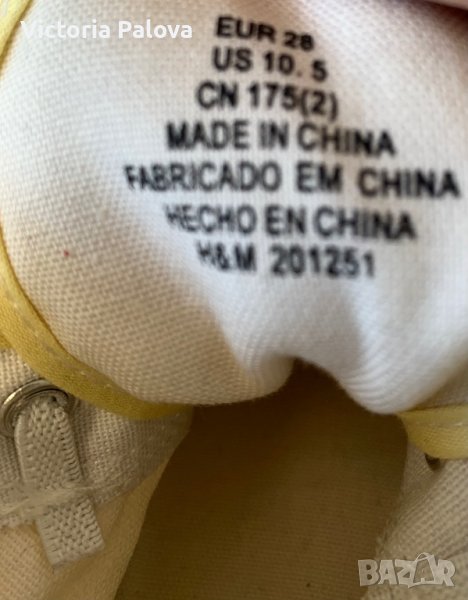 Victoria Palova
EUR 28
US 10.5
CN 175(2)
MADE IN CHINA
FABRICADO EM CHINA
HECHO EN CHINA
H&M 201251
BAZAR